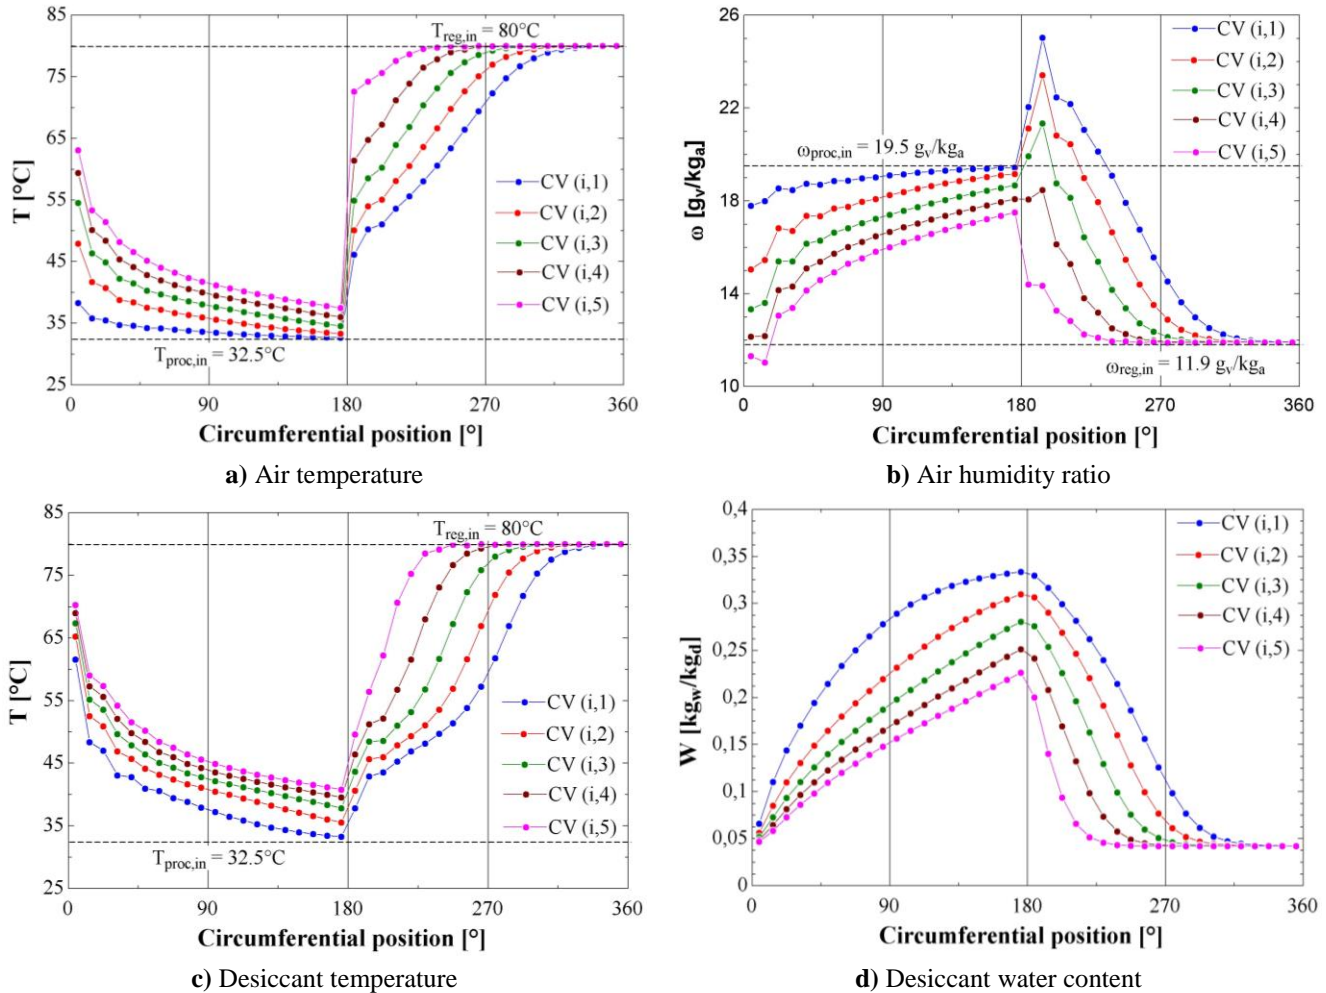 85
75
65
55
45
35
25
T [°C]
T_reg,in = 80°C
T_proc,in = 32.5°C
CV (i,1)
CV (i,2)
CV (i,3)
CV (i,4)
CV (i,5)
0 90 180 270 360
Circumferential position [°]
a) Air temperature
26
22
18
14
10
ω [g_v/kg_a]
ω_proc,in = 19.5 g_v/kg_a
ω_reg,in = 11.9 g_v/kg_a
CV (i,1)
CV (i,2)
CV (i,3)
CV (i,4)
CV (i,5)
0 90 180 270 360
Circumferential position [°]
b) Air humidity ratio
85
75
65
55
45
35
25
T [°C]
T_reg,in = 80°C
T_proc,in = 32.5°C
CV (i,1)
CV (i,2)
CV (i,3)
CV (i,4)
CV (i,5)
0 90 180 270 360
Circumferential position [°]
c) Desiccant temperature
0,4
0,35
0,3
0,25
0,2
0,15
0,1
0,05
0
W [kg_w/kg_d]
CV (i,1)
CV (i,2)
CV (i,3)
CV (i,4)
CV (i,5)
0 90 180 270 360
Circumferential position [°]
d) Desiccant water content